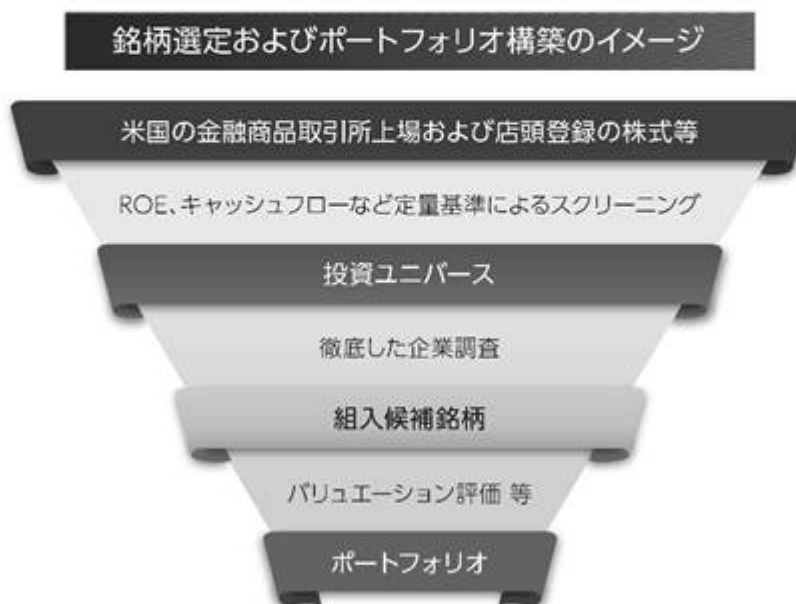 銘柄選定およびポートフォリオ構築のイメージ
米国の金融商品取引所上場および店頭登録の株式等
ROE、キャッシュフローなど定量基準によるスクリーニング
投資ユニバース
徹底した企業調査
組入候補銘柄
バリュエーション評価 等
ポートフォリオ